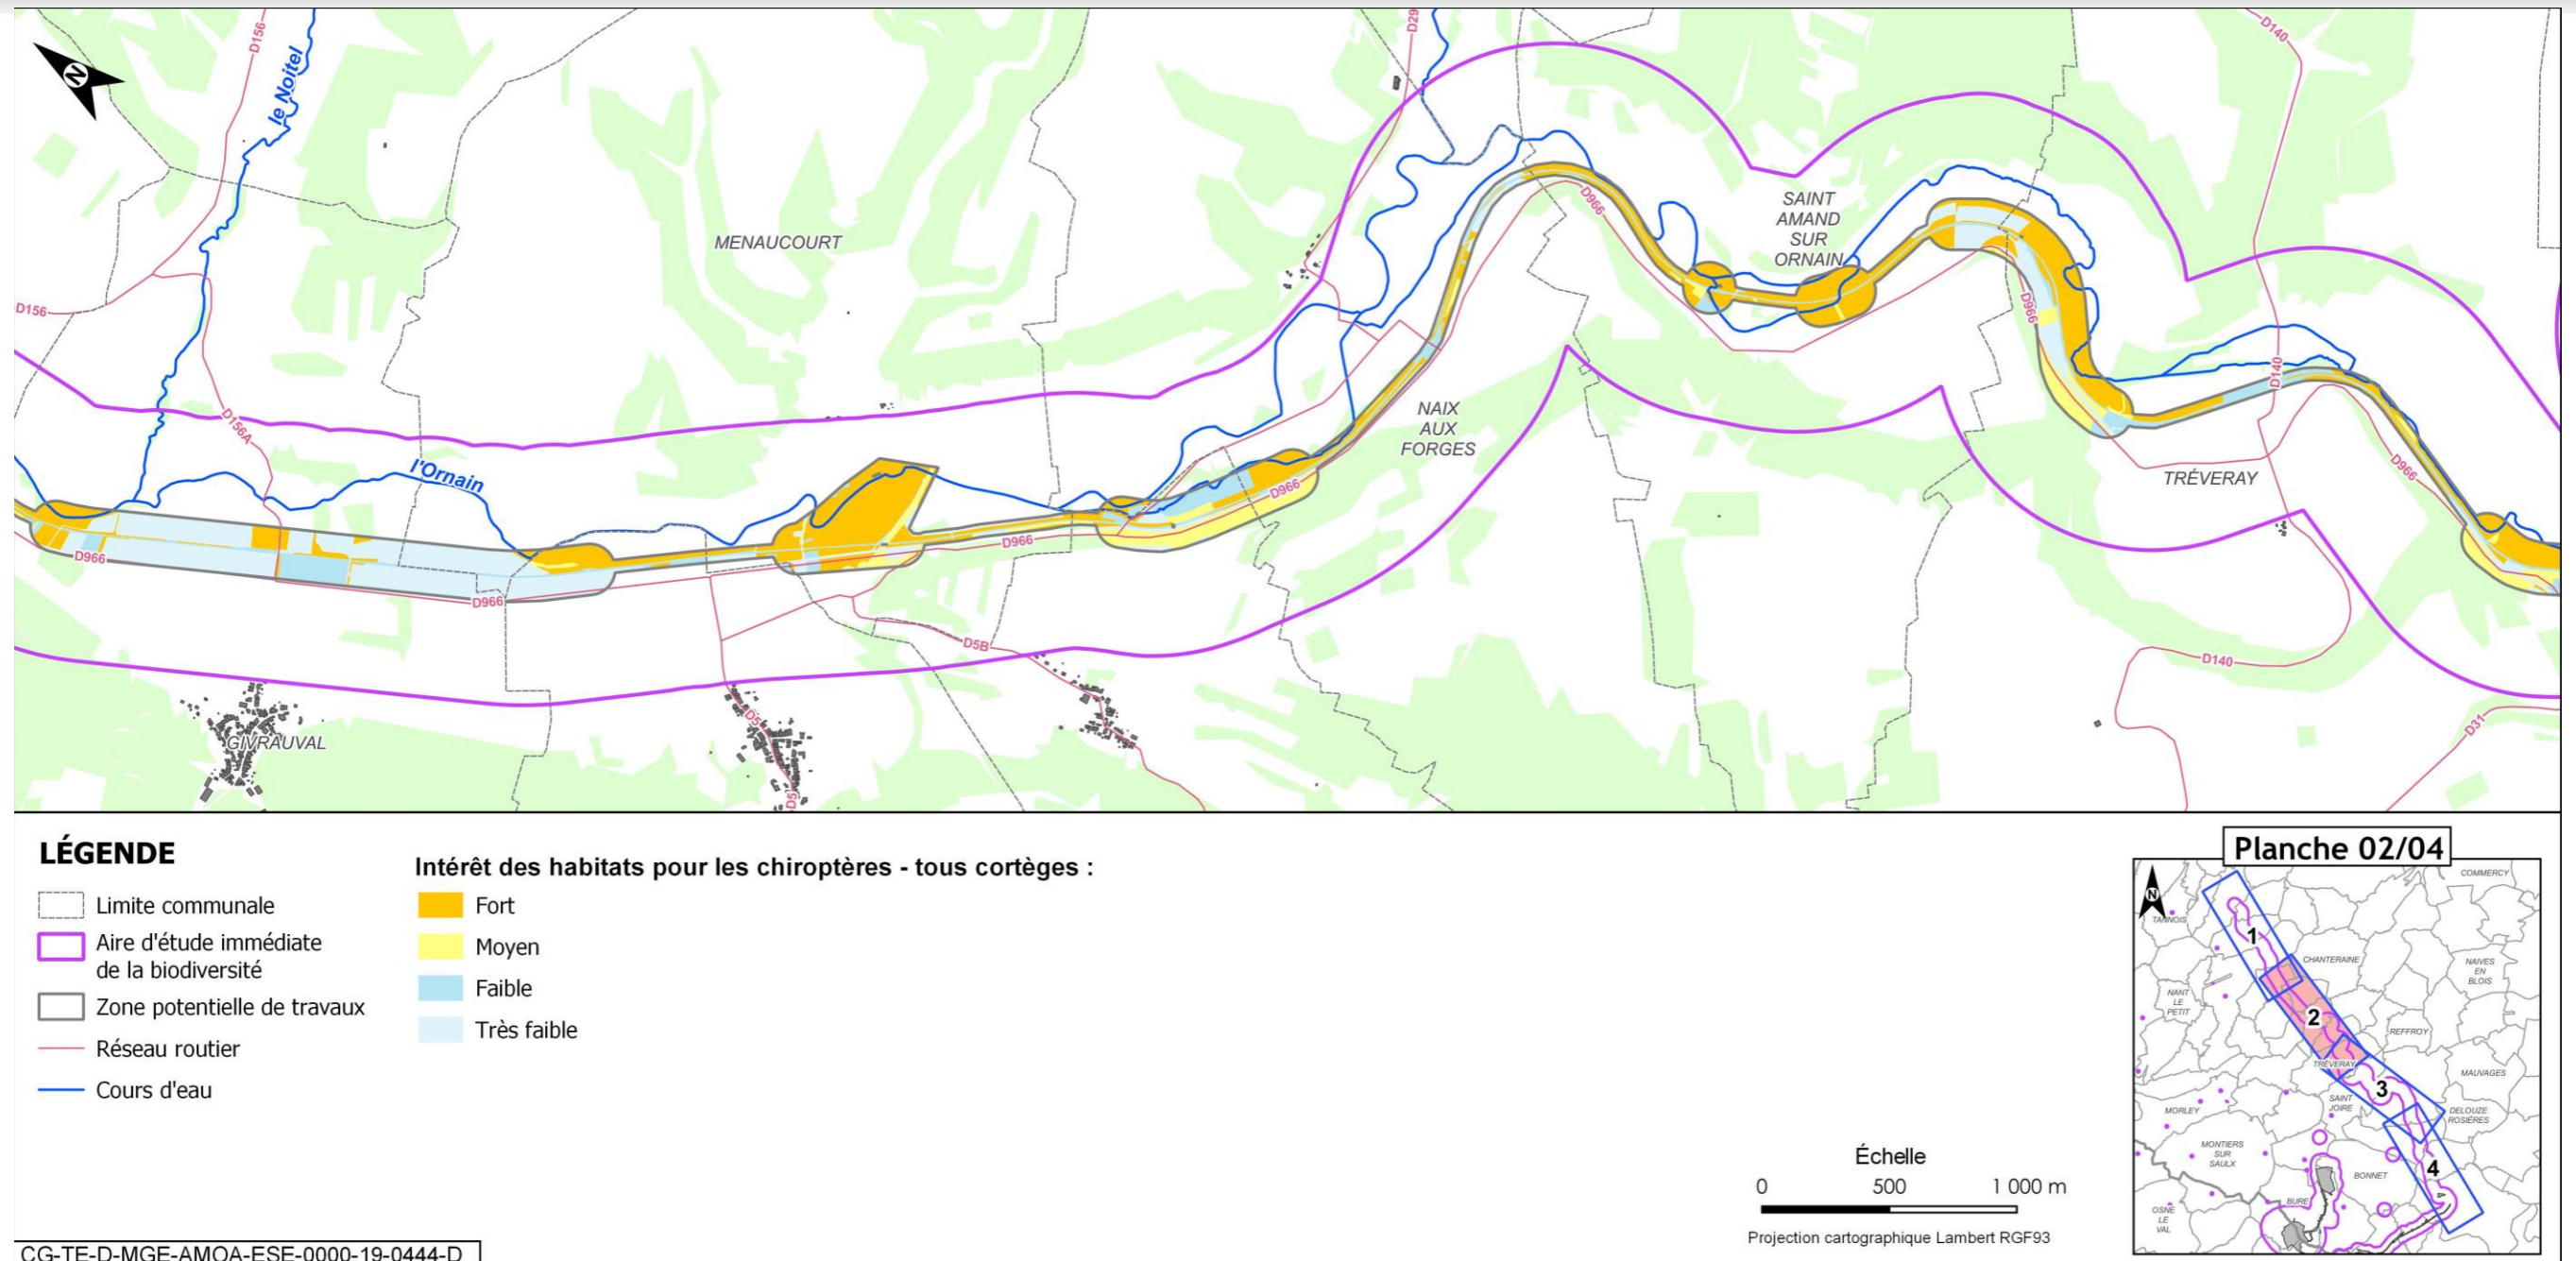 D156
le Noitel
D29
D140
N
MENAUCOURT
SAINT
AMAND
SUR
ORNAIN
D966
D156
D966
D140
D156A
NAIX
AUX
FORGES
l'Ornain
TRÉVERAY
D966
D966
D966
D966
D966
D5B
D140
GIVRAUVAL
D5
D5
D31
LÉGENDE
Limite communale
Aire d'étude immédiate
de la biodiversité
Zone potentielle de travaux
Réseau routier
Cours d'eau
Intérêt des habitats pour les chiroptères - tous cortèges :
Fort
Moyen
Faible
Très faible
Échelle
0 500 1 000 m
Projection cartographique Lambert RGF93
Planche 02/04
COMMERCY
N
TANNOIS
1
CHANTERAINE
NAIVES
EN
BLOIS
NANT
LE
PETIT
2
REFFROY
TRÉVERAY
MAUVAGES
3
SAINT
JOIRE
MORLEY
DELOUZE
ROSIÈRES
MONTIERS
SUR
SAULX
4
BONNET
BURE
OSNE
LE
VAL
CG-TE-D-MGE-AMOA-ESE-0000-19-0444-D